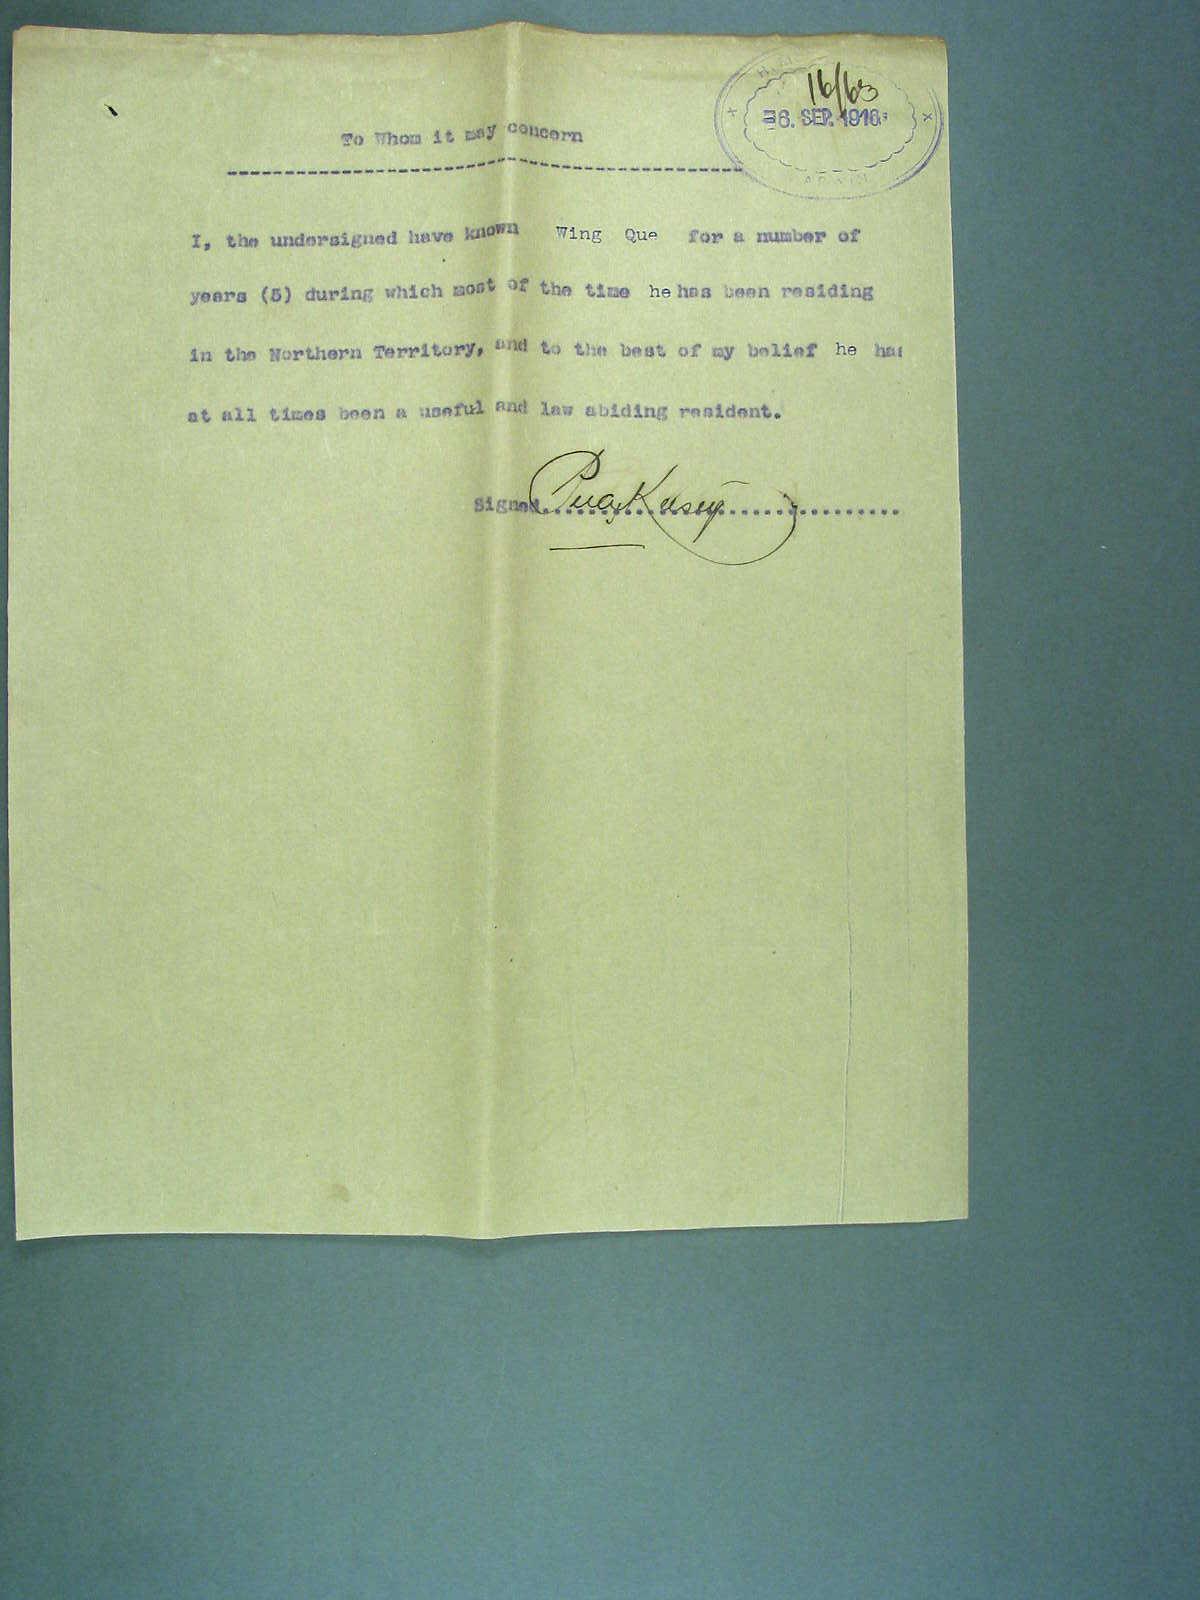 16/63
6. SEP. 1916
To Whom it may concern
I, the undersigned have known Wing Que for a number of
years (5) during which most of the time he has been residing
in the Northern Territory, and to the best of my belief he has
at all times been a useful and law abiding resident.
Signed